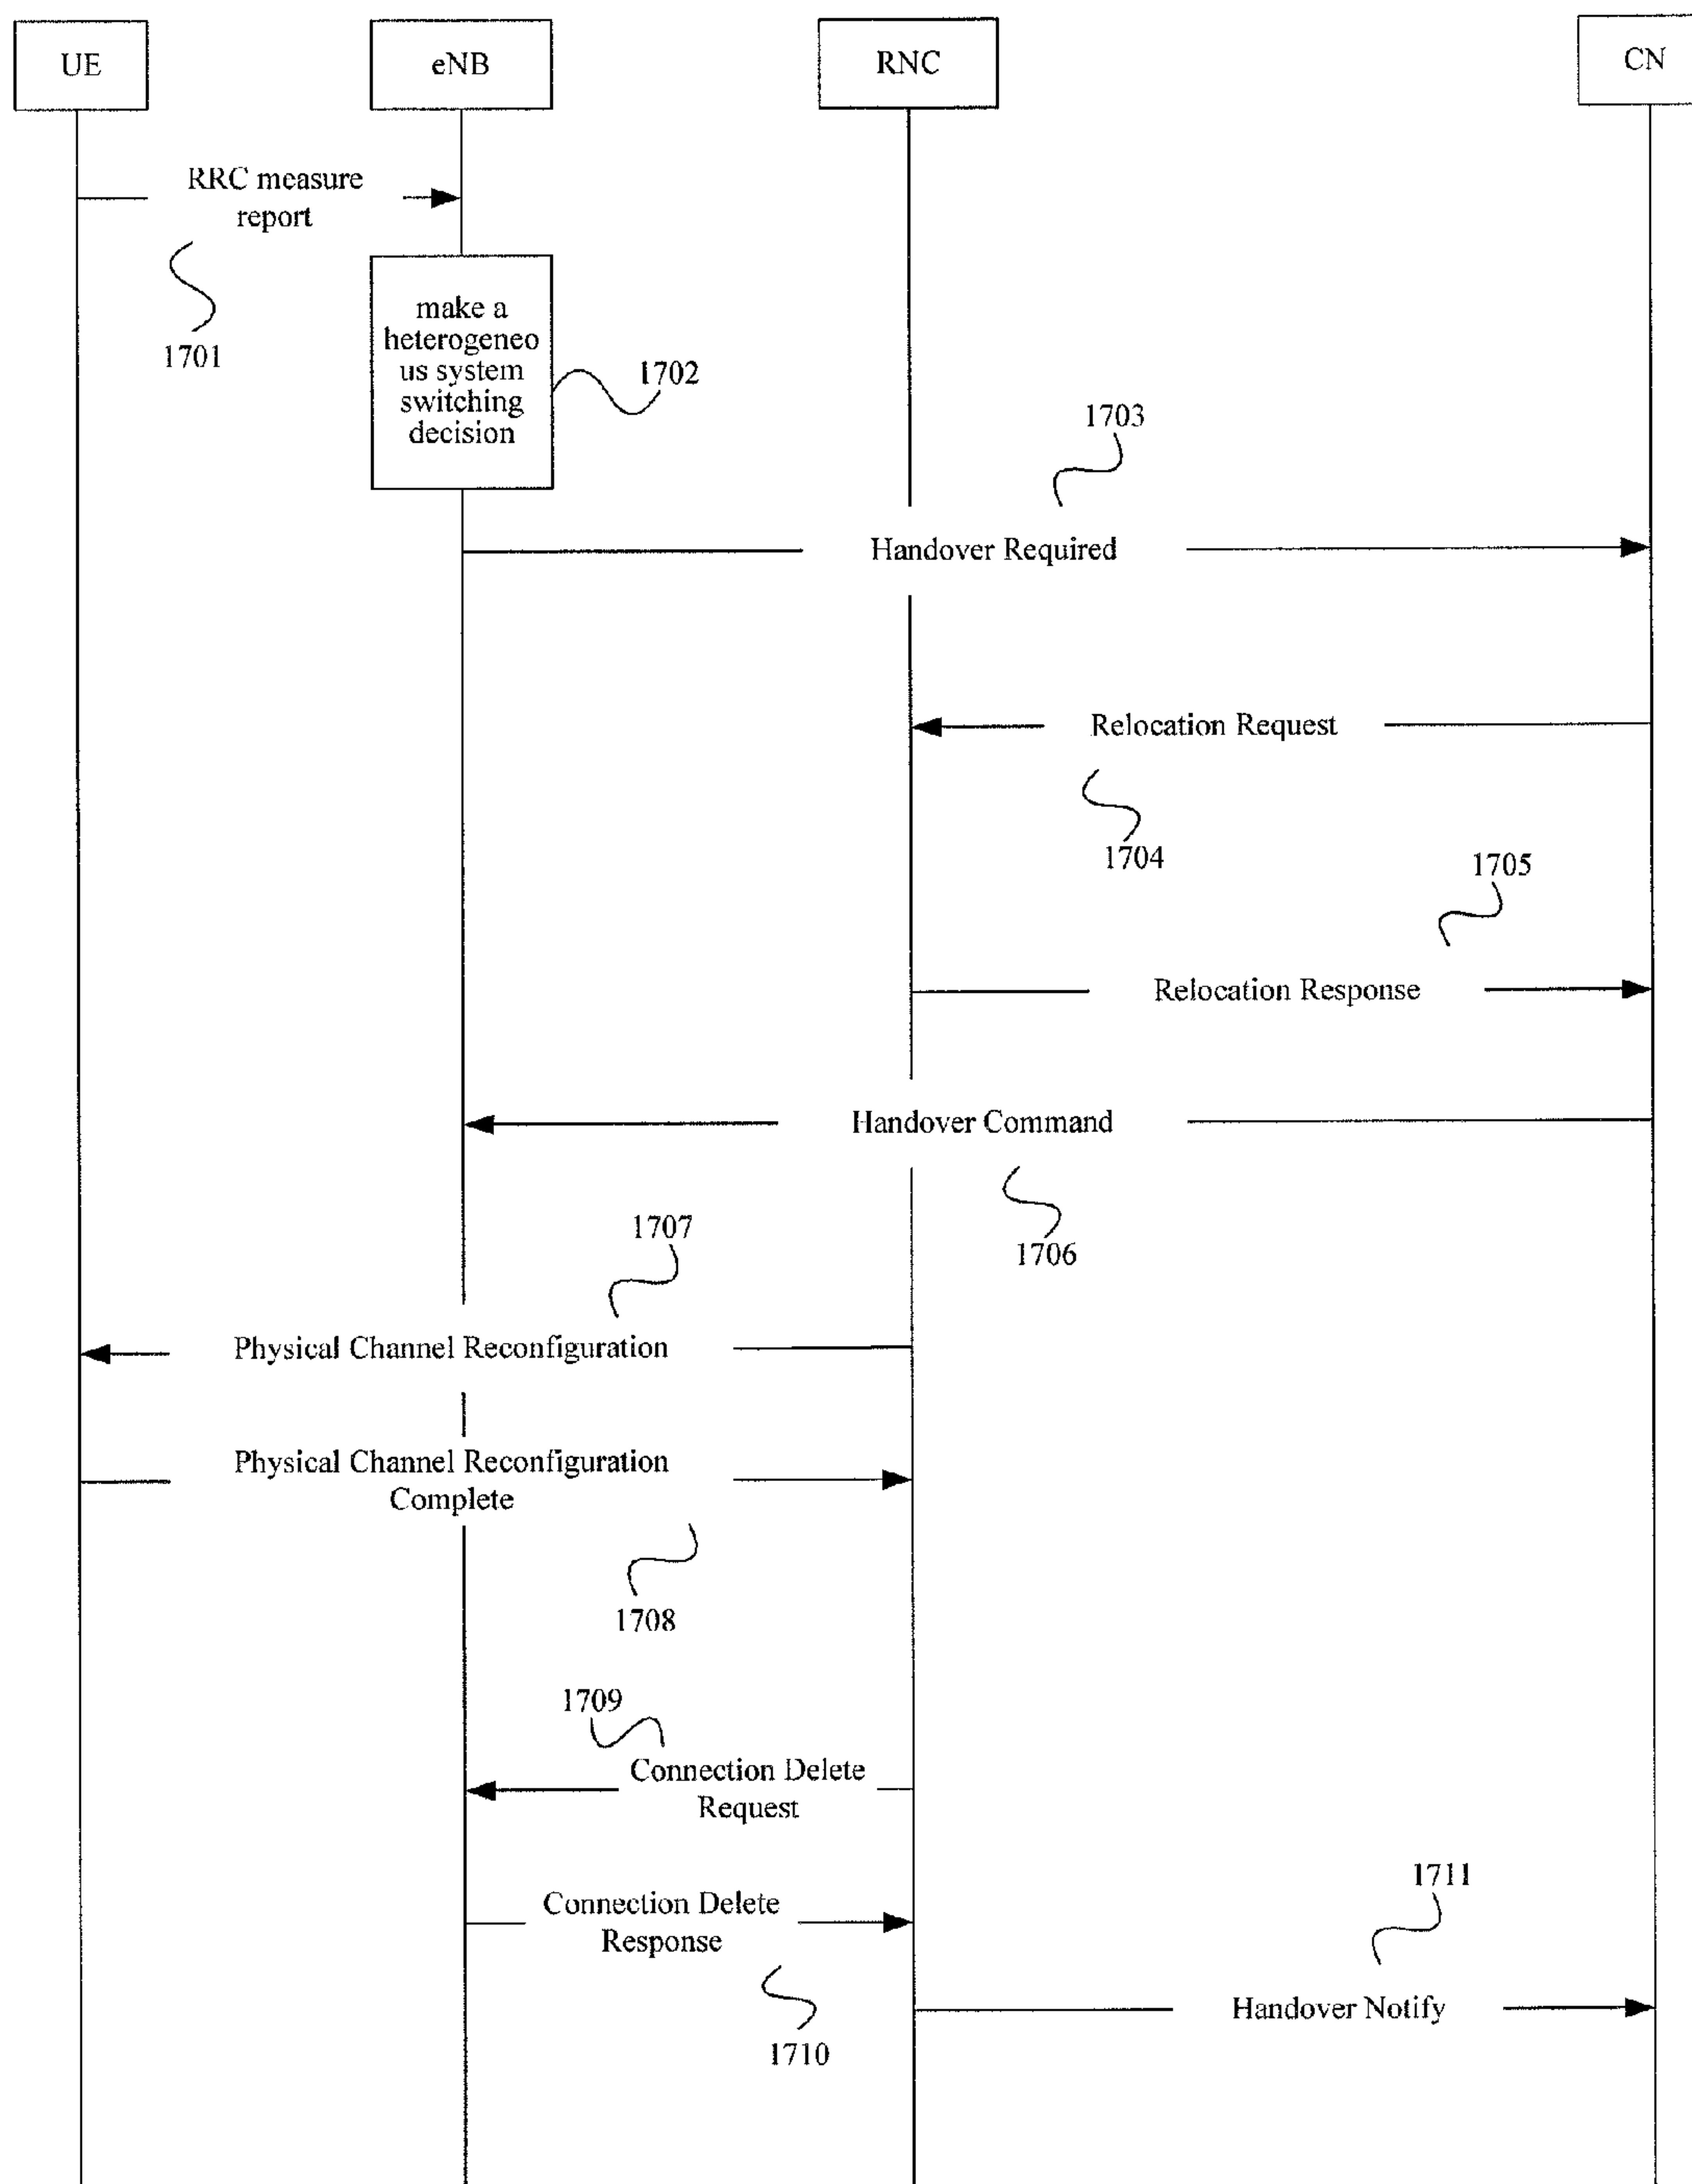 UE
eNB
RNC
CN
RRC measure
report
1701
make a
heterogeneo
us system
switching
decision
1702
1703
Handover Required
Relocation Request
1704
1705
Relocation Response
Handover Command
1706
1707
Physical Channel Reconfiguration
Physical Channel Reconfiguration
Complete
1708
1709
Connection Delete
Request
Connection Delete
Response
1710
1711
Handover Notify